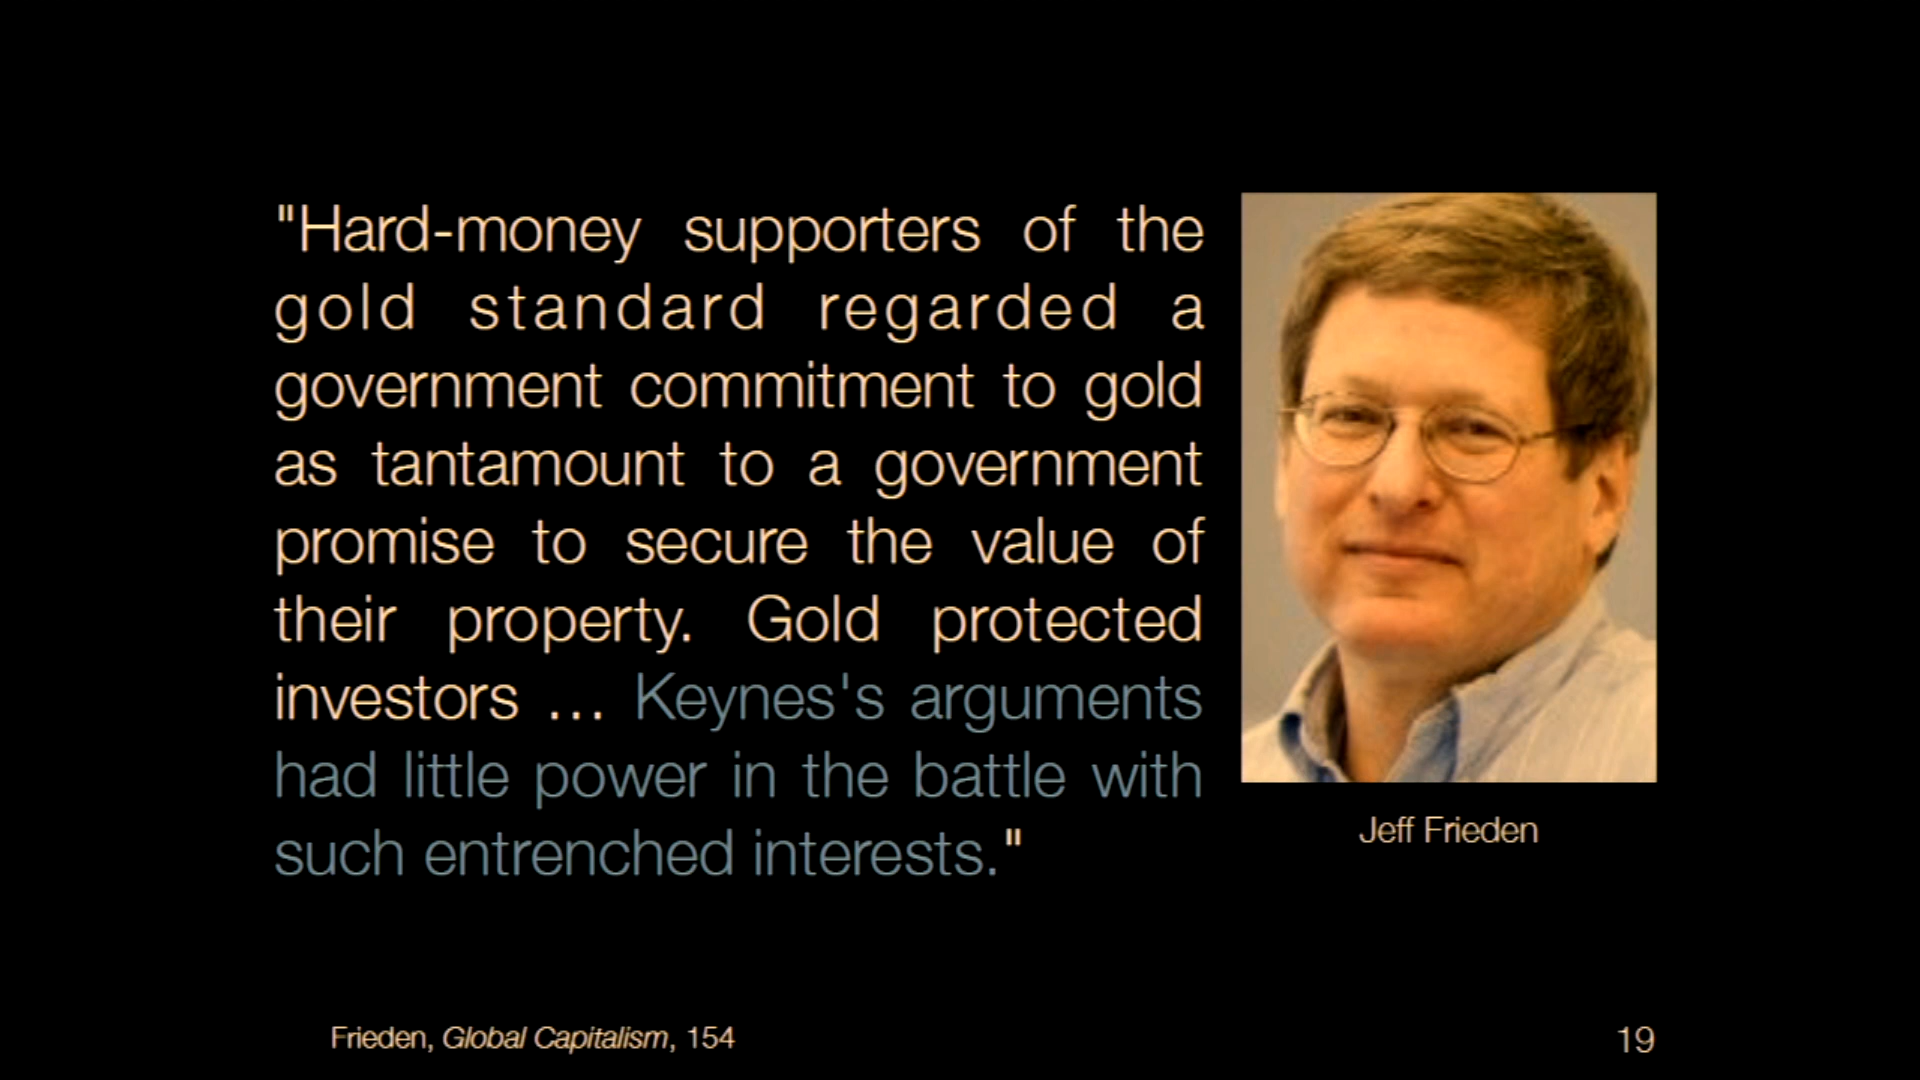 "Hard-money supporters of the
gold standard regarded a
government commitment to gold
as tantamount to a government
promise to secure the value of
their property. Gold protected
investors … Keynes's arguments
had little power in the battle with
such entrenched interests."
Jeff Frieden
Frieden, Global Capitalism, 154
19